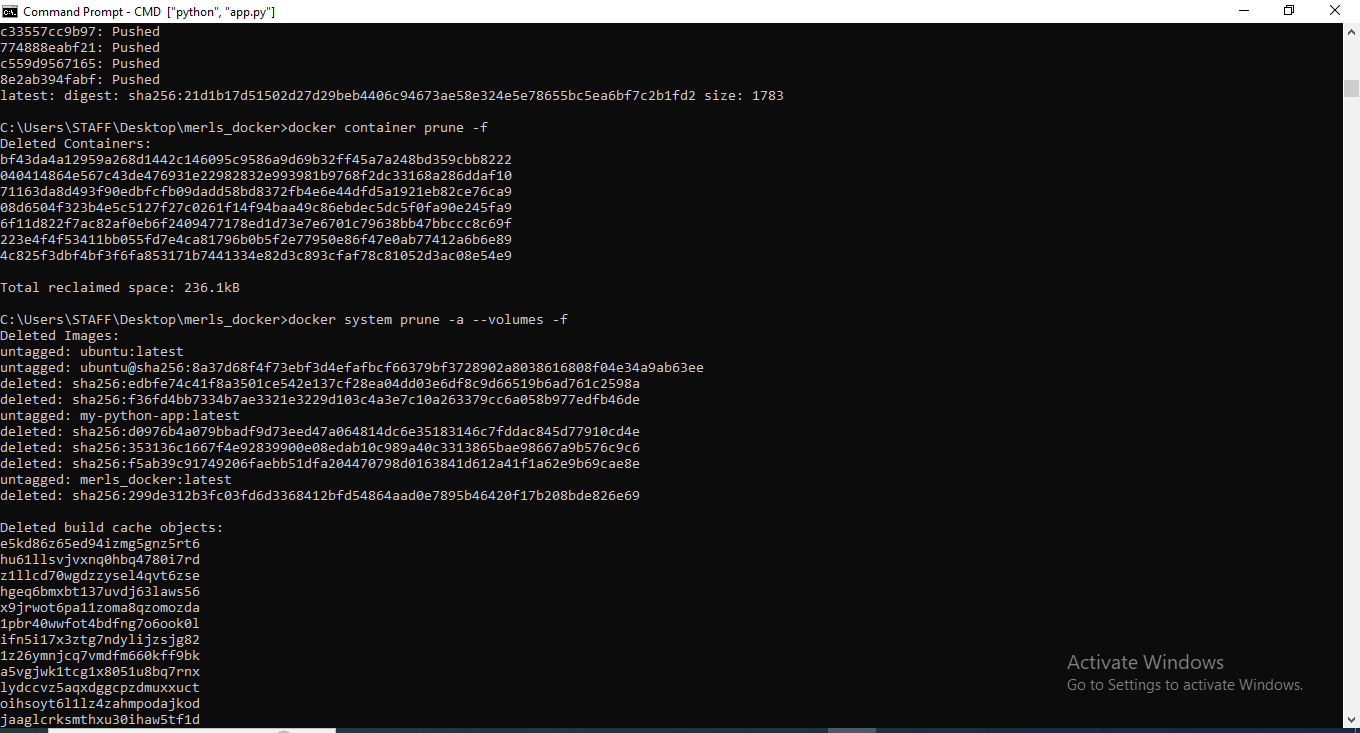 Command Prompt - CMD ["python", "app.py"]
c33557cc9b97: Pushed
774888eabf21: Pushed
c559d9567165: Pushed
8e2ab394fabf: Pushed
latest: digest: sha256:21d1b17d51502d27d29beb4406c94673ae58e324e5e78655bc5ea6bf7c2b1fd2 size: 1783
C:\Users\STAFF\Desktop\merls_docker>docker container prune -f
Deleted Containers:
bf43da4a12959a268d1442c146095c9586a9d69b32ff45a7a248bd359cbb8222
040414864e567c43de476931e22982832e993981b9768f2dc33168a286ddaf10
71163da8d493f90edbfcfb09dadd58bd8372fb4e6e44dfd5a1921eb82ce76ca9
08d6504f323b4e5c5127f27c0261f14f94baa49c86ebdec5dc5f0fa90e245fa9
6f11d822f7ac82af0eb6f2409477178ed1d73e7e6701c79638bb47bbccc8c69f
223e4f4f53411bb055fd7e4ca81796b0b5f2e77950e86f47e0ab77412a6b6e89
4c825f3dbf4bf3f6fa853171b7441334e82d3c893cfaf78c81052d3ac08e54e9
Total reclaimed space: 236.1kB
C:\Users\STAFF\Desktop\merls_docker>docker system prune -a --volumes -f
Deleted Images:
untagged: ubuntu:latest
untagged: ubuntu@sha256:8a37d68f4f73ebf3d4efafbcf66379bf3728902a8038616808f04e34a9ab63ee
deleted: sha256:edbfe74c41f8a3501ce542e137cf28ea04dd03e6df8c9d66519b6ad761c2598a
deleted: sha256:f36fd4bb7334b7ae3321e3229d103c4a3e7c10a263379cc6a058b977edfb46de
untagged: my-python-app:latest
deleted: sha256:d0976b4a079bbadf9d73eed47a064814dc6e35183146c7fddac845d77910cd4e
deleted: sha256:353136c1667f4e92839900e08edab10c989a40c3313865bae98667a9b576c9c6
deleted: sha256:f5ab39c91749206faebb51dfa204470798d0163841d612a41f1a62e9b69cae8e
untagged: merls_docker:latest
deleted: sha256:299de312b3fc03fd6d3368412bfd54864aad0e7895b46420f17b208bde826e69
Deleted build cache objects:
e5kd86z65ed94izmg5gnz5rt6
hu61llsvjvxnq0hbq4780i7rd
z1llcd70wgdzzysel4qvt6zse
hgeq6bmxbt137uvdj63laws56
x9jrwot6pa11zoma8qzomozda
1pbr40wwfot4bdfng7o6ook0l
ifn5i17x3ztg7ndylijzsjg82
1z26ymnjcq7vmdfm660kff9bk
a5vgjwk1tcg1x8051u8bq7rnx
lydccvz5aqxdggcpzdmuxxuct
oihsoyt6l1lz4zahmpodajkod
jaaglcrksmthxu30ihaw5tf1d
Activate Windows
Go to Settings to activate Windows.